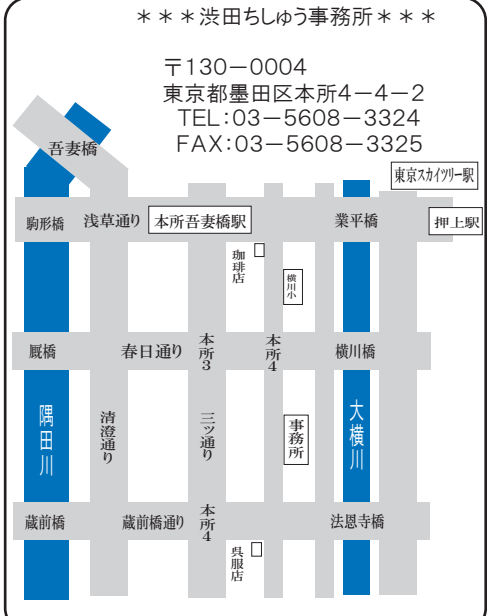 ＊＊＊渋田ちしゅう事務所＊＊＊
〒130－0004
東京都墨田区本所4－4－2
TEL：03－5608－3324
FAX：03－5608－3325
吾妻橋
東京スカイツリー駅
駒形橋
浅草通り
本所吾妻橋駅
業平橋
押上駅
珈琲店
横川小
厩橋
春日通り
本所3
本所4
横川橋
隅田川
清澄通り
三ツ通り
事務所
大横川
蔵前橋
蔵前橋通り
本所4
法恩寺橋
呉服店